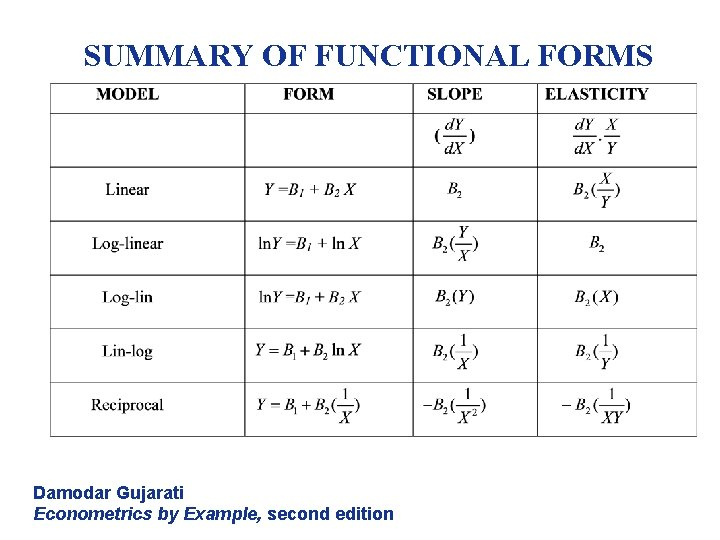 SUMMARY OF FUNCTIONAL FORMS
MODEL FORM SLOPE ELASTICITY
(dY/dX) dY/dX . X/Y
Linear Y =B₁ + B₂ X B₂ B₂(X/Y)
Log-linear lnY =B₁ + ln X B₂(Y/X) B₂
Log-lin lnY =B₁ + B₂ X B₂(Y) B₂(X)
Lin-log Y = B₁ + B₂ ln X B₂(1/X) B₂(1/Y)
Reciprocal Y = B₁ + B₂(1/X) −B₂(1/X²) − B₂(1/XY)
Damodar Gujarati
Econometrics by Example, second edition